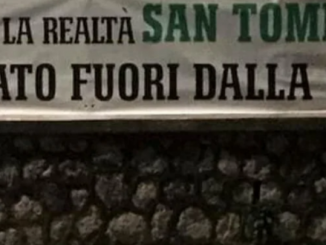 LA REALTÀ SAN TOM
ATO FUORI DALLA